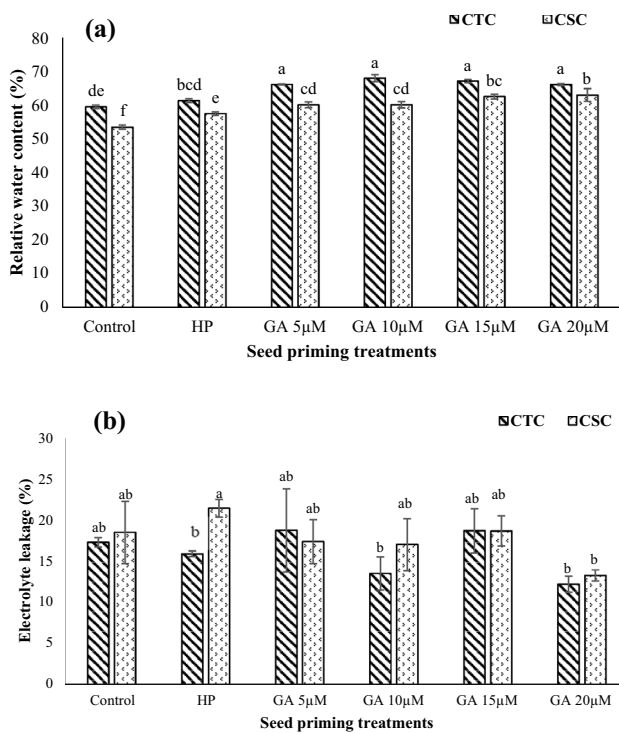 (a)
CTC CSC
Relative water content (%)
80
70
60
50
40
30
20
10
0
de f bcd e a cd a cd a bc a b
Control HP GA 5µM GA 10µM GA 15µM GA 20µM
Seed priming treatments
(b)
CTC CSC
Electrolyte leakage (%)
30
25
20
15
10
5
0
ab ab b a ab ab b ab ab ab b b
Control HP GA 5µM GA 10µM GA 15µM GA 20µM
Seed priming treatments